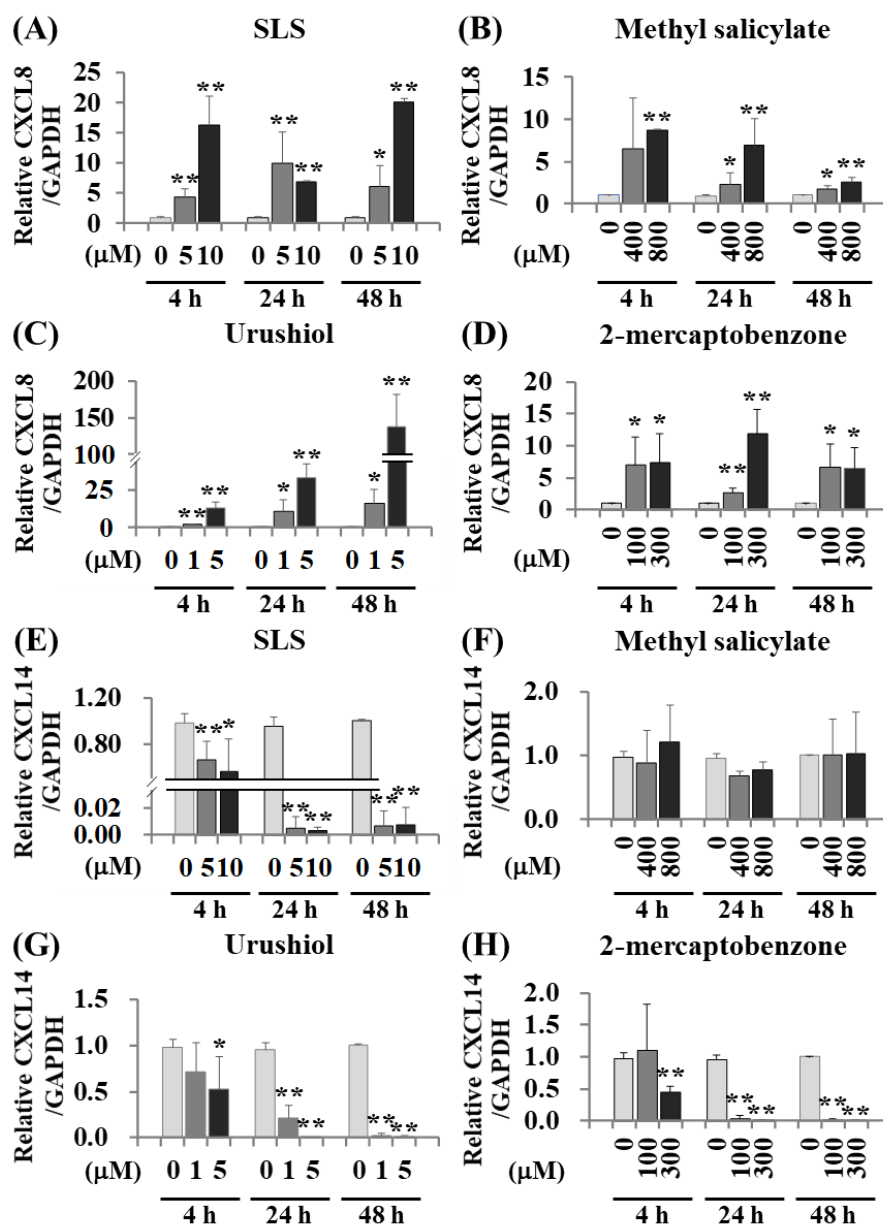 (A) SLS
Relative CXCL8
/GAPDH
25
20
15
10
5
0
** ** ** ** * **
(μM) 0 5 10 0 5 10 0 5 10
4 h 24 h 48 h
(B) Methyl salicylate
Relative CXCL8
/GAPDH
15
10
5
0
** * ** * **
(μM) 0 400 800 0 400 800 0 400 800
4 h 24 h 48 h
(C) Urushiol
Relative CXCL8
/GAPDH
200
150
100
25
0
** ** * ** * **
(μM) 0 1 5 0 1 5 0 1 5
4 h 24 h 48 h
(D) 2-mercaptobenzone
Relative CXCL8
/GAPDH
20
15
10
5
0
* * ** ** * *
(μM) 0 100 300 0 100 300 0 100 300
4 h 24 h 48 h
(E) SLS
Relative CXCL14
/GAPDH
1.20
0.80
0.02
0.00
** * ** ** ** **
(μM) 0 5 10 0 5 10 0 5 10
4 h 24 h 48 h
(F) Methyl salicylate
Relative CXCL14
/GAPDH
2.0
1.0
0.0
(μM) 0 400 800 0 400 800 0 400 800
4 h 24 h 48 h
(G) Urushiol
Relative CXCL14
/GAPDH
1.5
1.0
0.5
0.0
* ** ** ** **
(μM) 0 1 5 0 1 5 0 1 5
4 h 24 h 48 h
(H) 2-mercaptobenzone
Relative CXCL14
/GAPDH
2.0
1.5
1.0
0.5
0.0
** ** ** ** **
(μM) 0 100 300 0 100 300 0 100 300
4 h 24 h 48 h